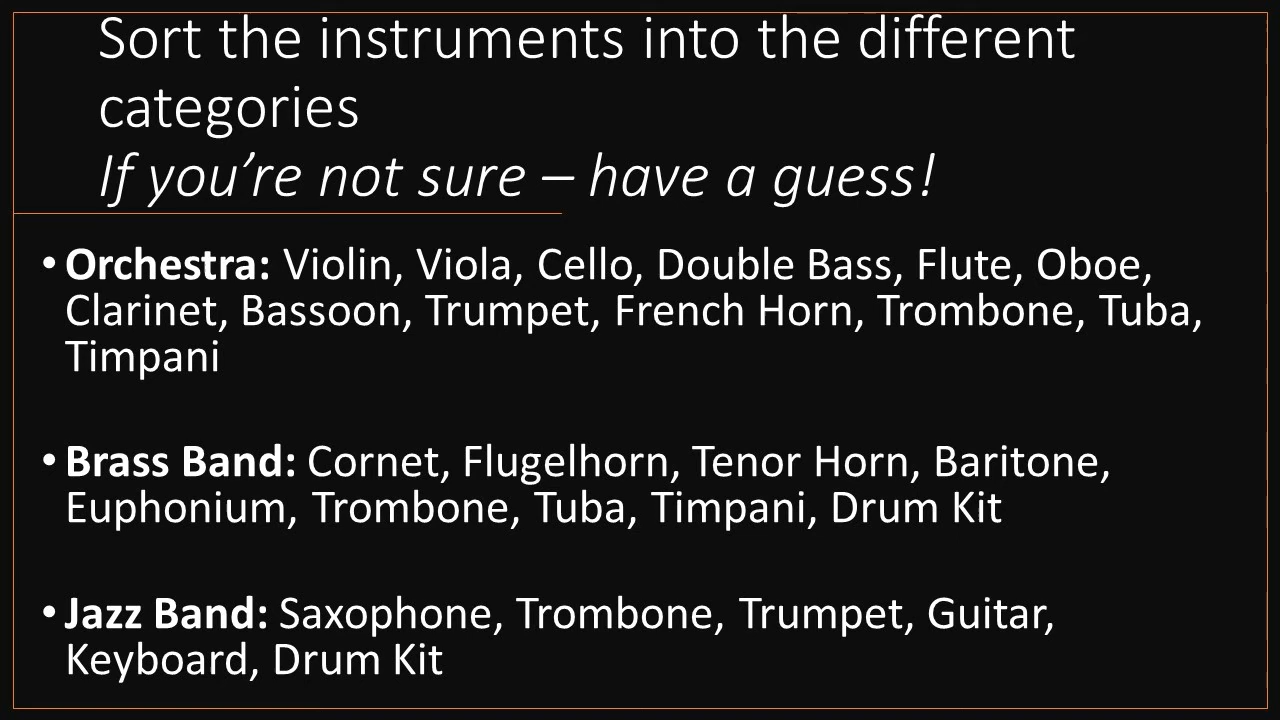 Sort the instruments into the different
categories
If you’re not sure – have a guess!
• Orchestra: Violin, Viola, Cello, Double Bass, Flute, Oboe,
Clarinet, Bassoon, Trumpet, French Horn, Trombone, Tuba,
Timpani
• Brass Band: Cornet, Flugelhorn, Tenor Horn, Baritone,
Euphonium, Trombone, Tuba, Timpani, Drum Kit
• Jazz Band: Saxophone, Trombone, Trumpet, Guitar,
Keyboard, Drum Kit